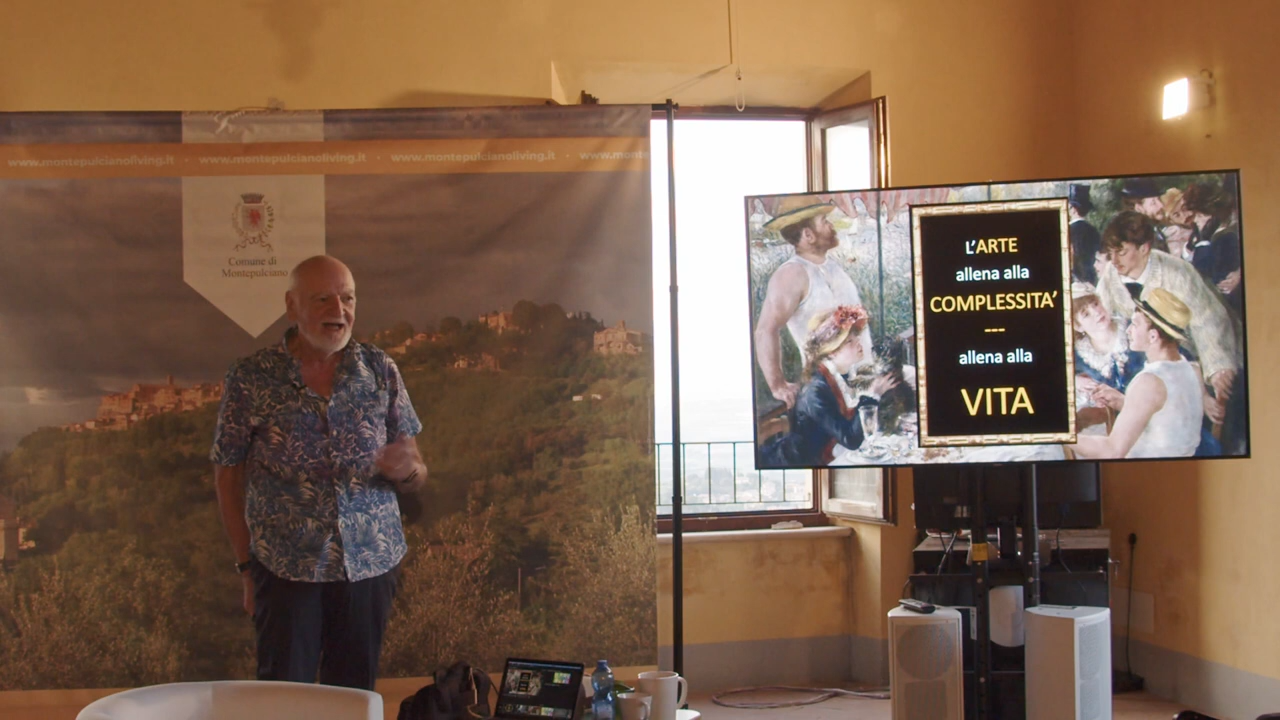 www.montepulcianoliving.it · www.montepulcianoliving.it · www.montepulcianoliving.it · www.monte
Comune di
Montepulciano
L'ARTE
allena alla
COMPLESSITA'
---
allena alla
VITA